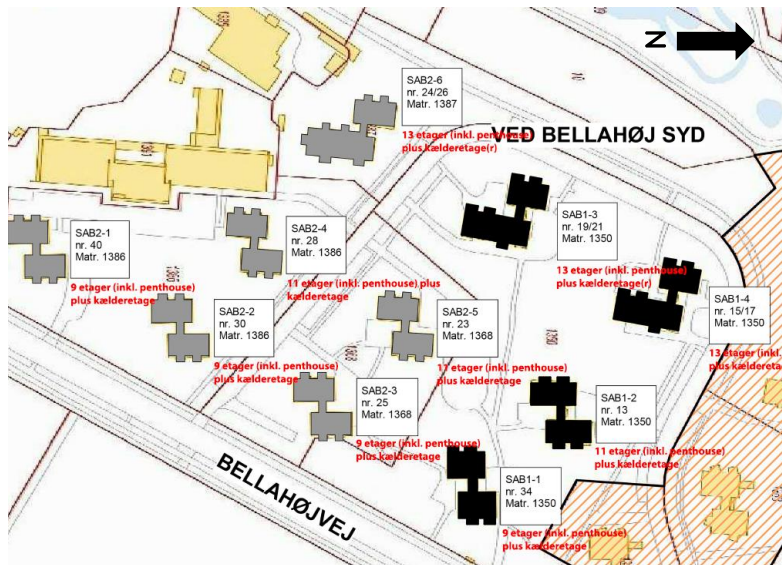 N
SAB2-6
nr. 24/26
Matr. 1387
13 etager (inkl. penthouse)
plus kælderetage(r)
VED BELLAHØJ SYD
SAB2-1
nr. 40
Matr. 1386
9 etager (inkl. penthouse)
plus kælderetage
SAB2-4
nr. 28
Matr. 1386
11 etager (inkl. penthouse) plus
kælderetage
SAB1-3
nr. 19/21
Matr. 1350
13 etager (inkl. penthouse)
plus kælderetage(r)
SAB2-2
nr. 30
Matr. 1386
9 etager (inkl. penthouse)
plus kælderetage
SAB2-5
nr. 23
Matr. 1368
11 etager (inkl. penthouse)
plus kælderetage
SAB1-4
nr. 15/17
Matr. 1350
13 etager (inkl. pentho
plus kældereta
SAB2-3
nr. 25
Matr. 1368
9 etager (inkl. penthouse)
plus kælderetage
SAB1-2
nr. 13
Matr. 1350
11 etager (inkl. penthouse)
plus kælderetage
SAB1-1
nr. 34
Matr. 1350
9 etager (inkl. penthouse)
plus kælderetage
BELLAHØJVEJ
1350
10